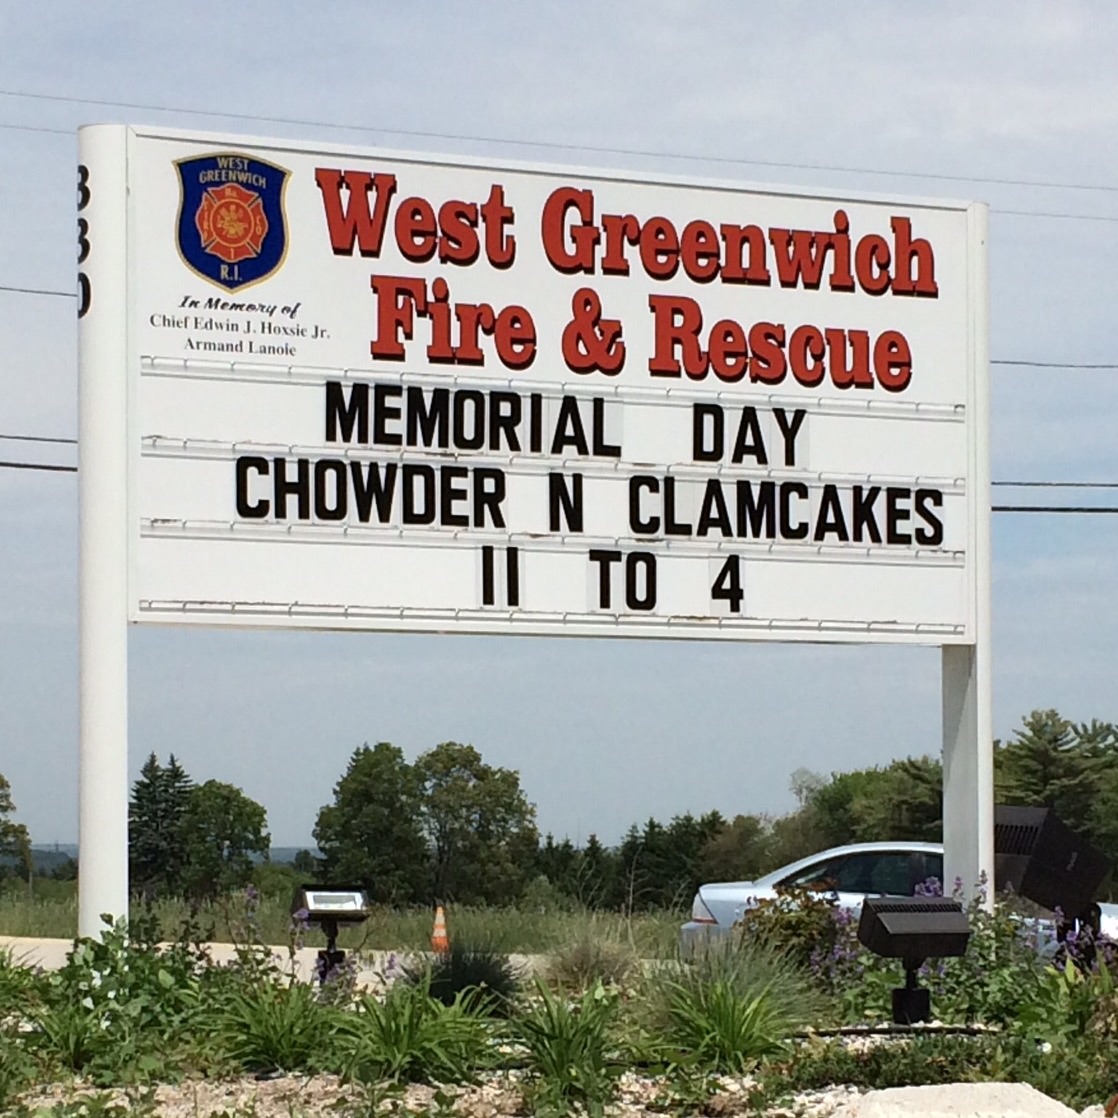 WEST
GREENWICH
R.I.
In Memory of
Chief Edwin J. Hoxsie Jr.
Armand Lanoie
West Greenwich
Fire & Rescue
MEMORIAL DAY
CHOWDER N CLAMCAKES
11 TO 4
830